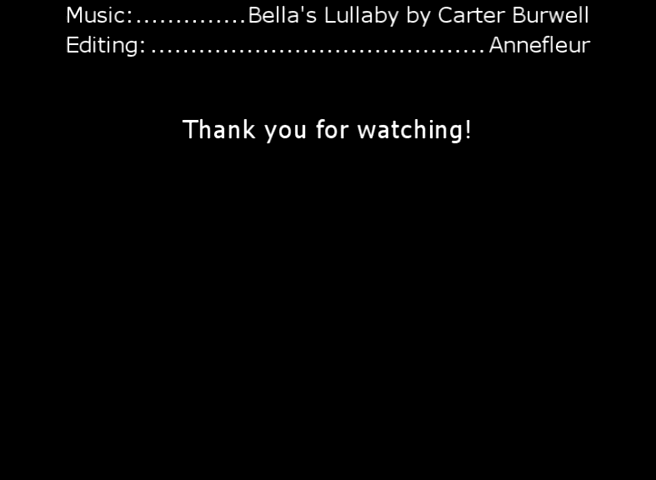 Music:..............Bella's Lullaby by Carter Burwell
Editing: .......................................... Annefleur
Thank you for watching!